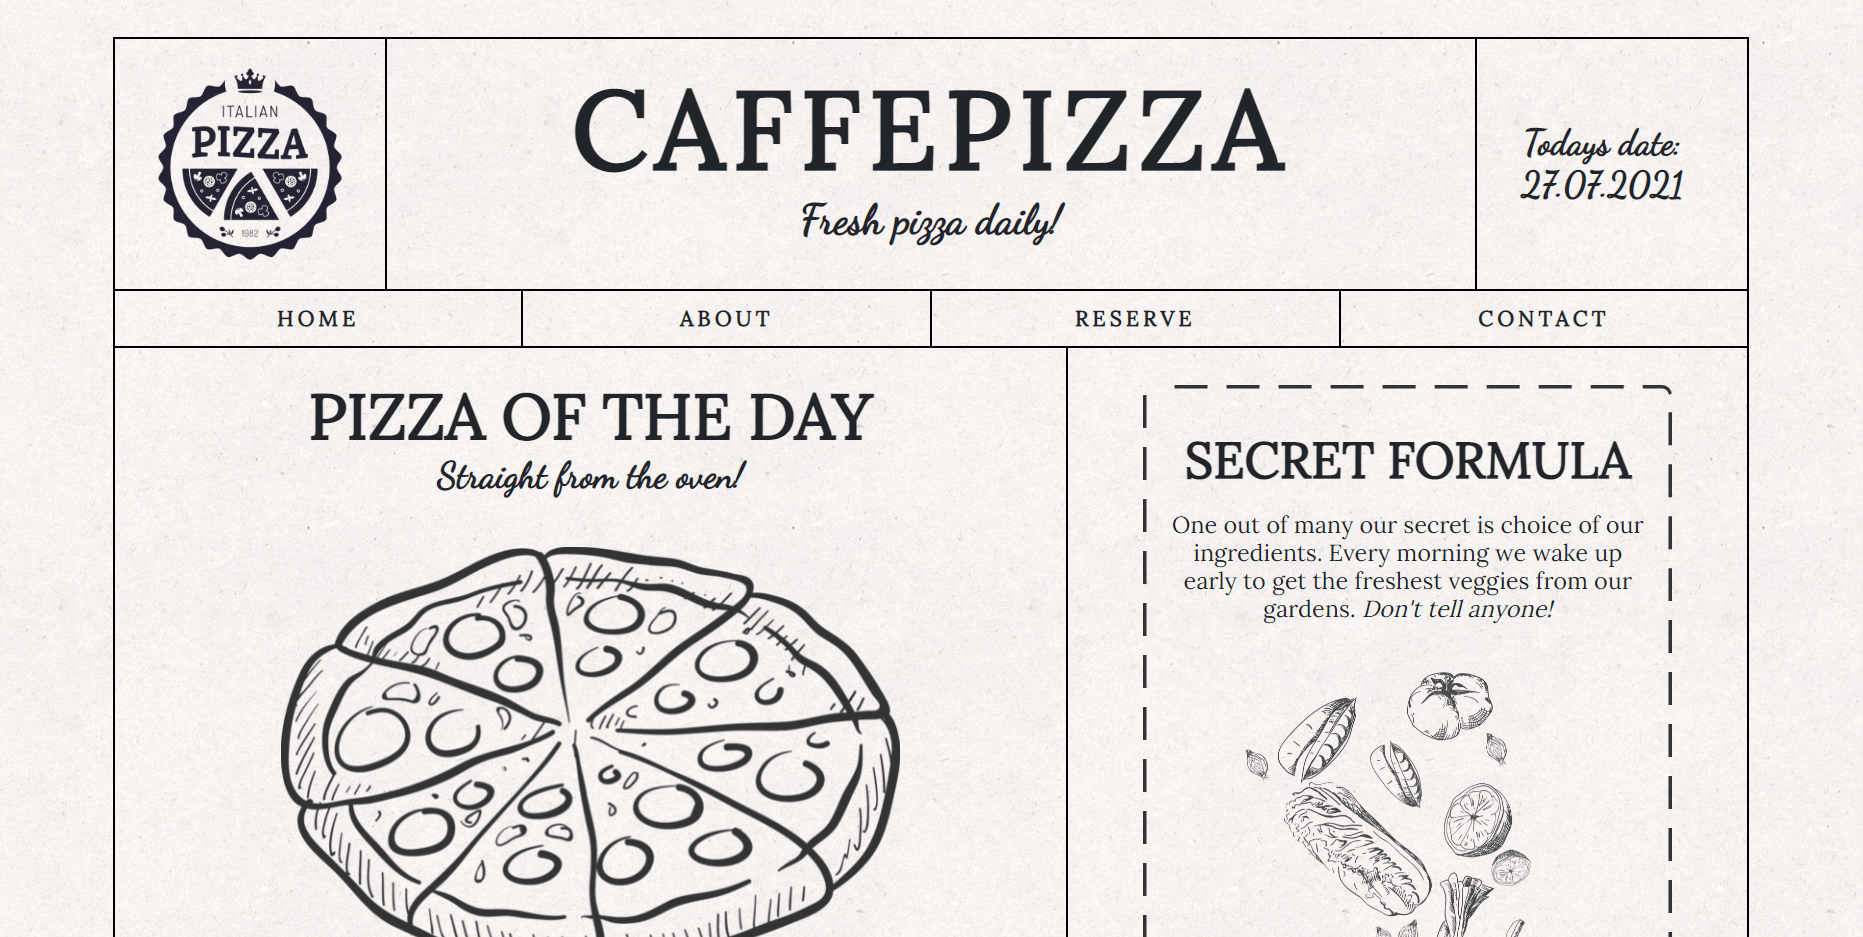 ITALIAN
PIZZA
1982
CAFFEPIZZA
Fresh pizza daily!
Todays date:
27.07.2021
HOME
ABOUT
RESERVE
CONTACT
PIZZA OF THE DAY
Straight from the oven!
SECRET FORMULA
One out of many our secret is choice of our
ingredients. Every morning we wake up
early to get the freshest veggies from our
gardens. Don't tell anyone!